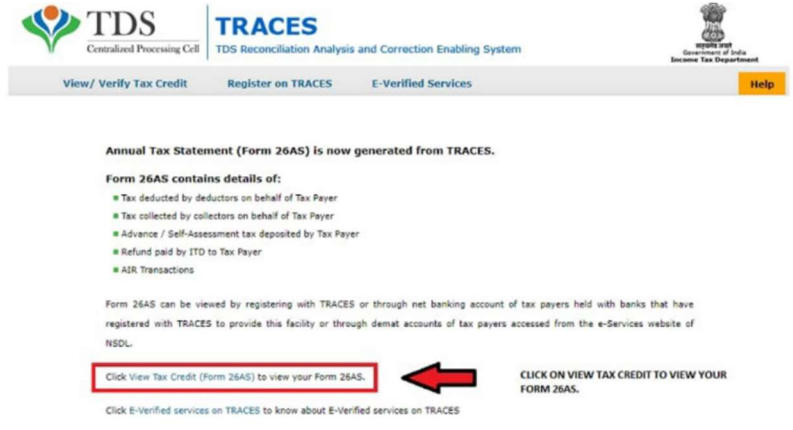 TDS
Centralized Processing Cell
TRACES
TDS Reconciliation Analysis and Correction Enabling System
सत्यमेव जयते
Government of India
Income Tax Department
View/ Verify Tax Credit
Register on TRACES
E-Verified Services
Help
Annual Tax Statement (Form 26AS) is now generated from TRACES.
Form 26AS contains details of:
Tax deducted by deductors on behalf of Tax Payer
Tax collected by collectors on behalf of Tax Payer
Advance / Self-Assessment tax deposited by Tax Payer
Refund paid by ITD to Tax Payer
AIR Transactions
Form 26AS can be viewed by registering with TRACES or through net banking account of tax payers held with banks that have
registered with TRACES to provide this facility or through demat accounts of tax payers accessed from the e-Services website of
NSDL.
Click View Tax Credit (Form 26AS) to view your Form 26AS.
CLICK ON VIEW TAX CREDIT TO VIEW YOUR
FORM 26AS.
Click E-Verified services on TRACES to know about E-Verified services on TRACES